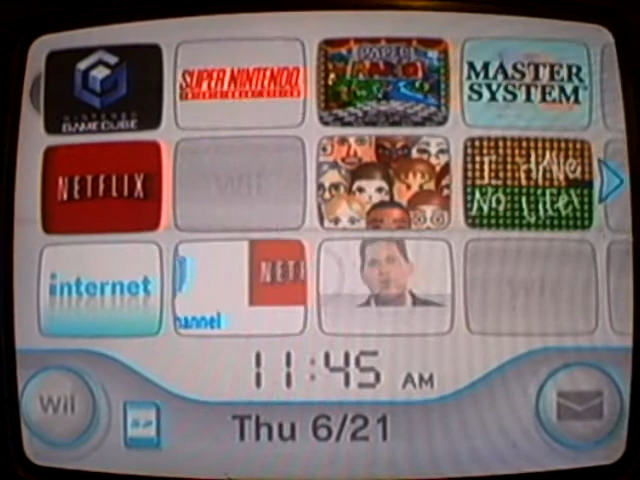 NINTENDO
GAMECUBE
SUPER NINTENDO
PAPER
MARIO
MASTER
SYSTEM
NETFLIX
Wii
I HAVE
NO LIFE!
internet
NETF
hannel
11:45 AM
Wii
Thu 6/21